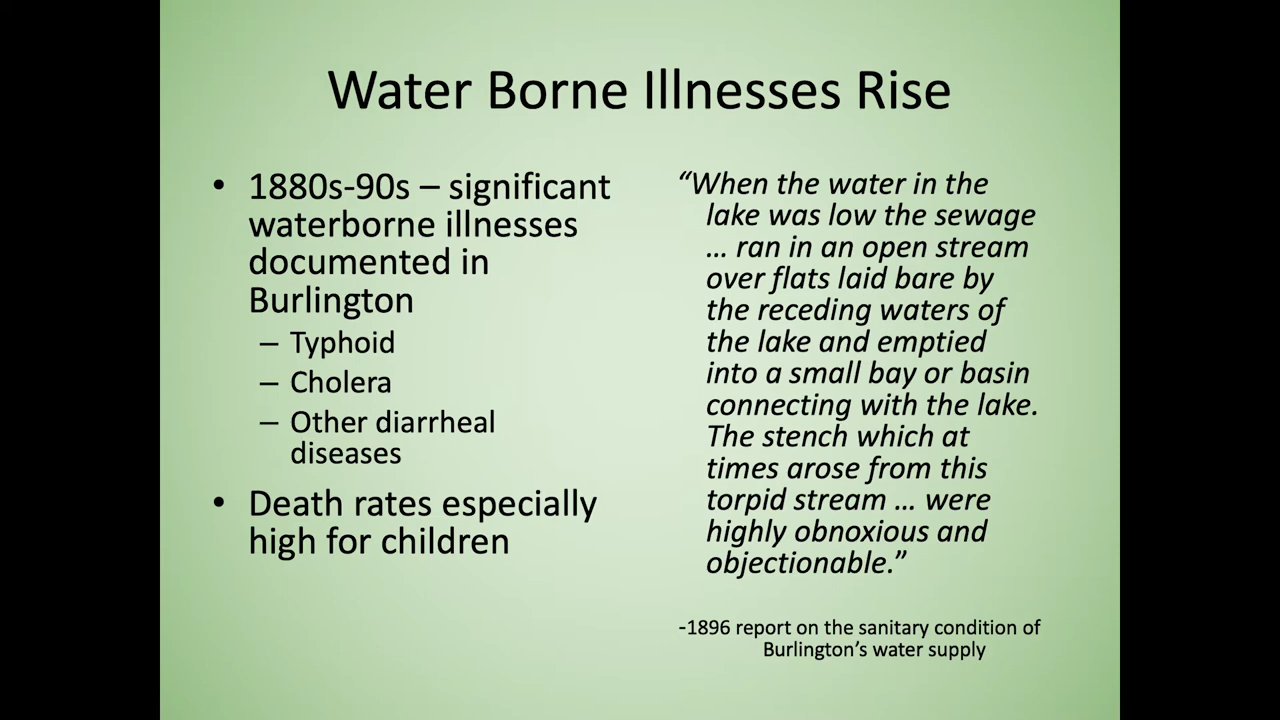 Water Borne Illnesses Rise
• 1880s-90s – significant
waterborne illnesses
documented in
Burlington
– Typhoid
– Cholera
– Other diarrheal
diseases
• Death rates especially
high for children
“When the water in the
lake was low the sewage
... ran in an open stream
over flats laid bare by
the receding waters of
the lake and emptied
into a small bay or basin
connecting with the lake.
The stench which at
times arose from this
torpid stream ... were
highly obnoxious and
objectionable.”
-1896 report on the sanitary condition of
Burlington’s water supply